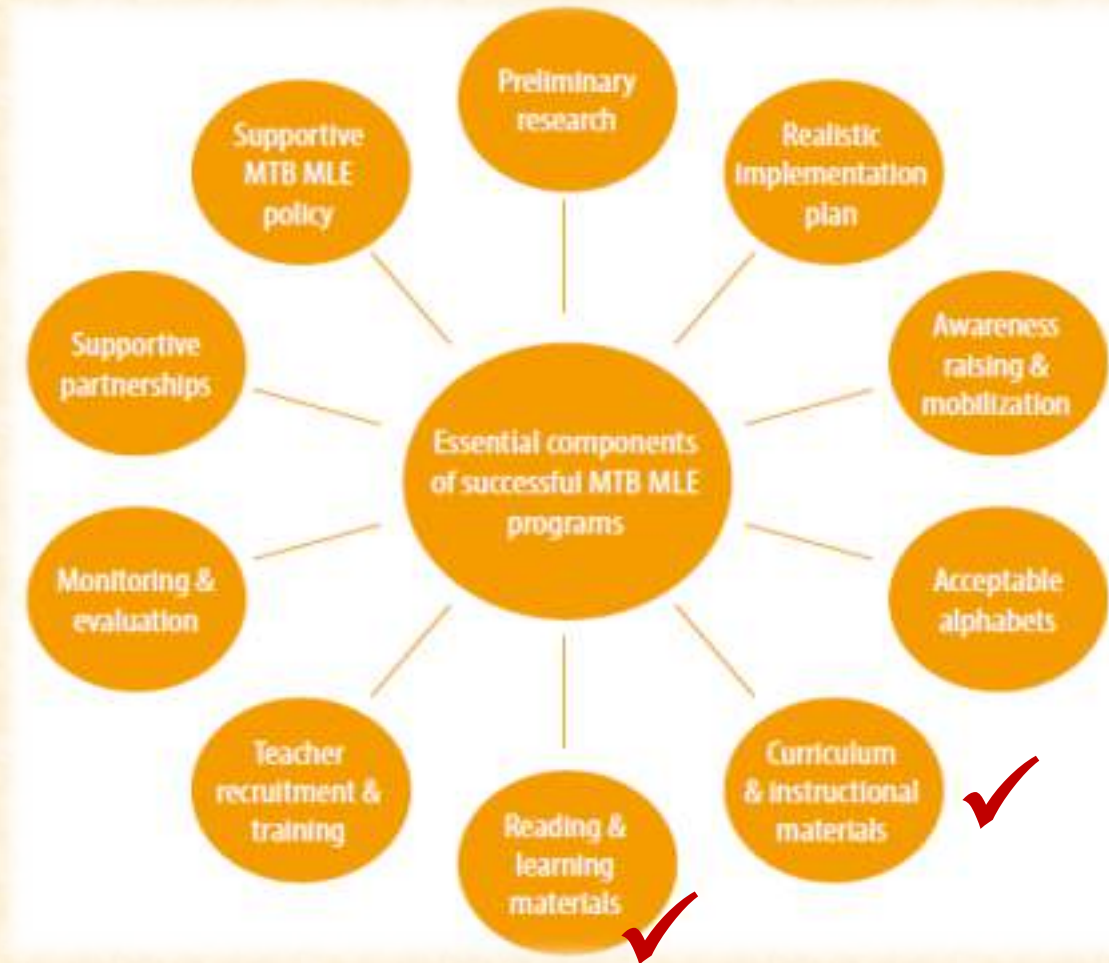 Preliminary
research
Supportive
MTB MLE
policy
Realistic
implementation
plan
Supportive
partnerships
Awareness
raising &
mobilization
Essential components
of successful MTB MLE
programs
Monitoring &
evaluation
Acceptable
alphabets
Teacher
recruitment &
training
Curriculum
& instructional
materials
Reading &
learning
materials